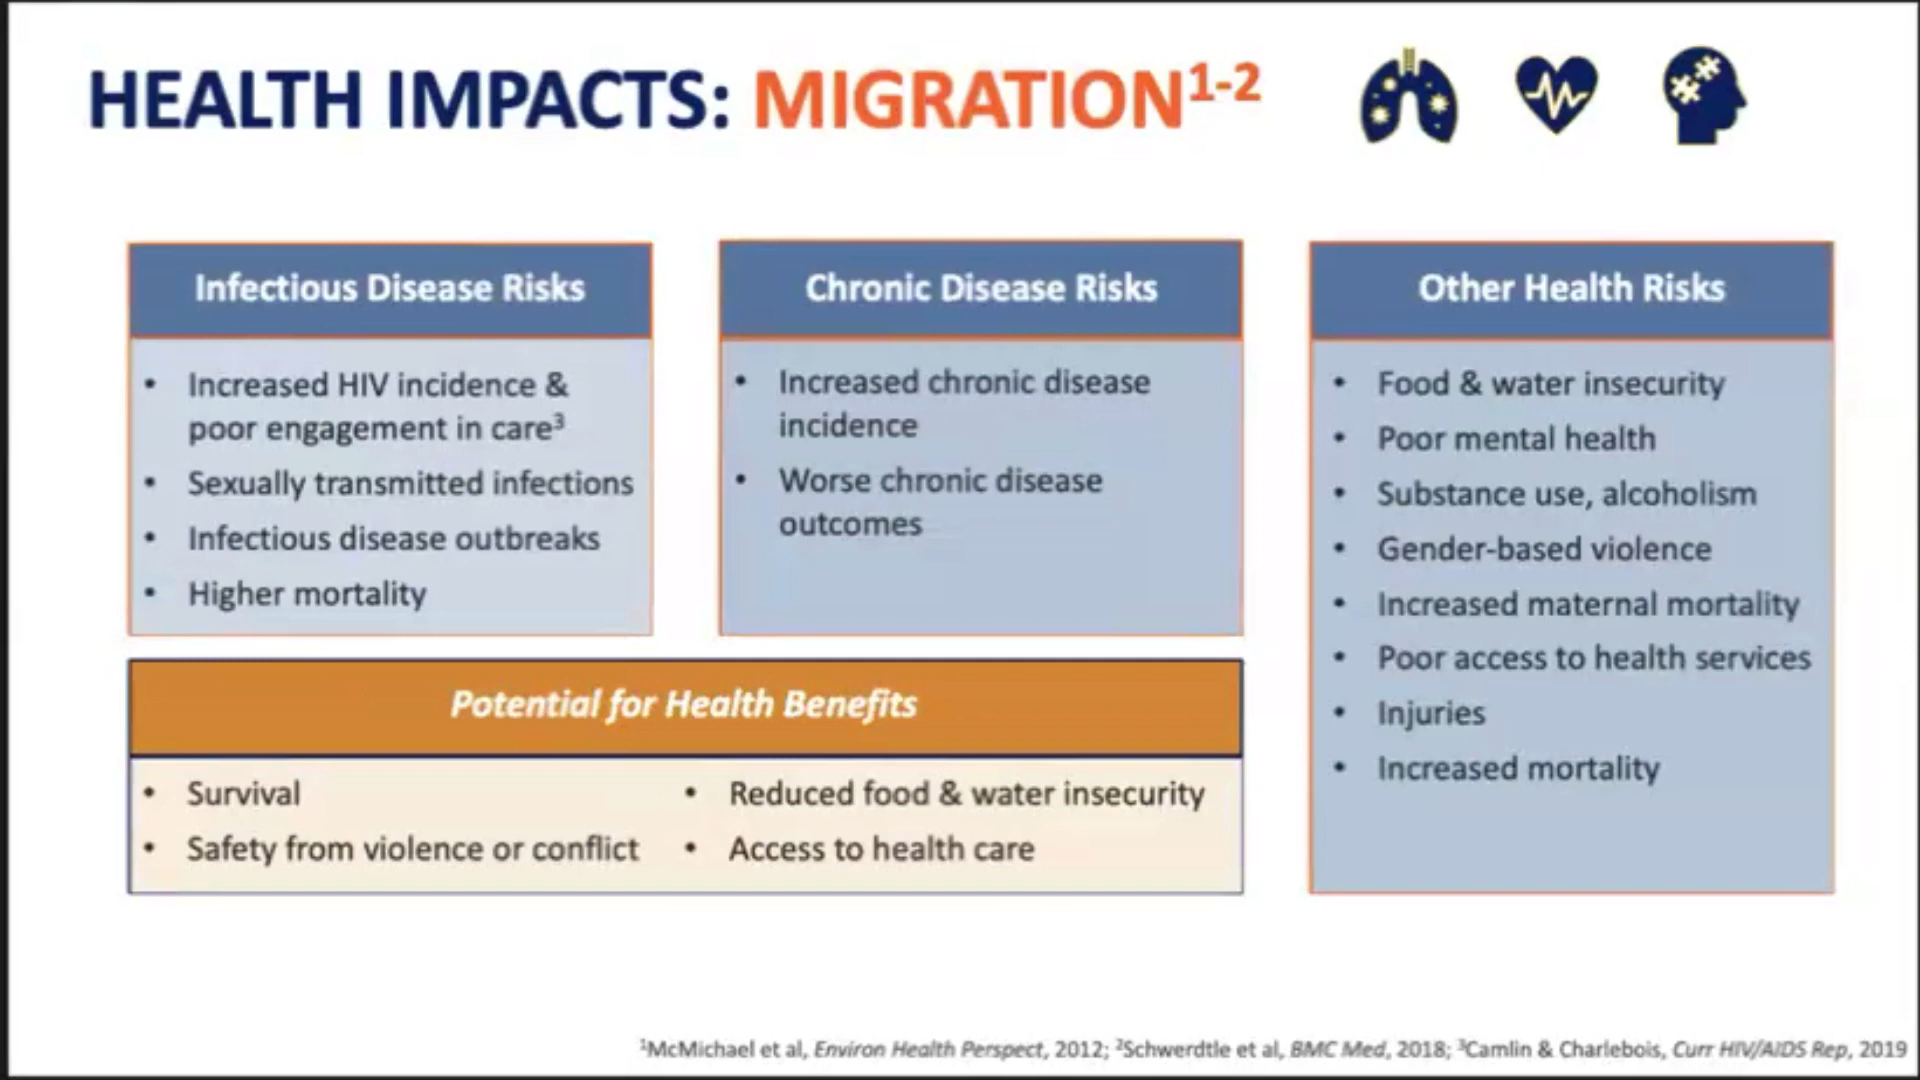 HEALTH IMPACTS: MIGRATION¹⁻²
Infectious Disease Risks
• Increased HIV incidence &
poor engagement in care³
• Sexually transmitted infections
• Infectious disease outbreaks
• Higher mortality
Chronic Disease Risks
• Increased chronic disease
incidence
• Worse chronic disease
outcomes
Other Health Risks
• Food & water insecurity
• Poor mental health
• Substance use, alcoholism
• Gender-based violence
• Increased maternal mortality
• Poor access to health services
• Injuries
• Increased mortality
Potential for Health Benefits
• Survival
• Safety from violence or conflict
• Reduced food & water insecurity
• Access to health care
¹McMichael et al, Environ Health Perspect, 2012; ²Schwerdtle et al, BMC Med, 2018; ³Camlin & Charlebois, Curr HIV/AIDS Rep, 2019